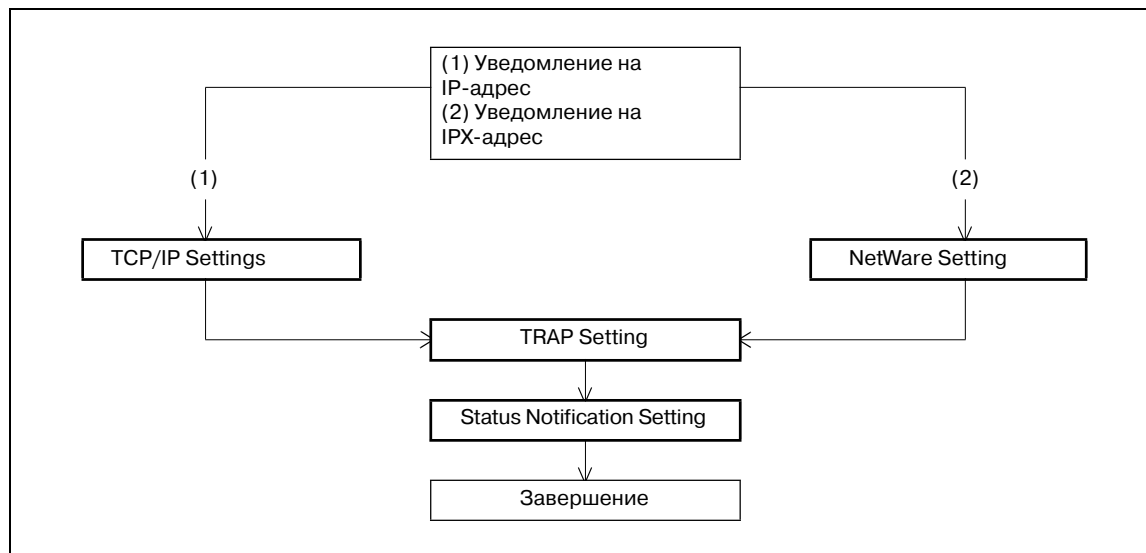 (1) Уведомление на
IP-адрес
(2) Уведомление на
IPX-адрес
(1)
(2)
TCP/IP Settings
NetWare Setting
TRAP Setting
Status Notification Setting
Завершение